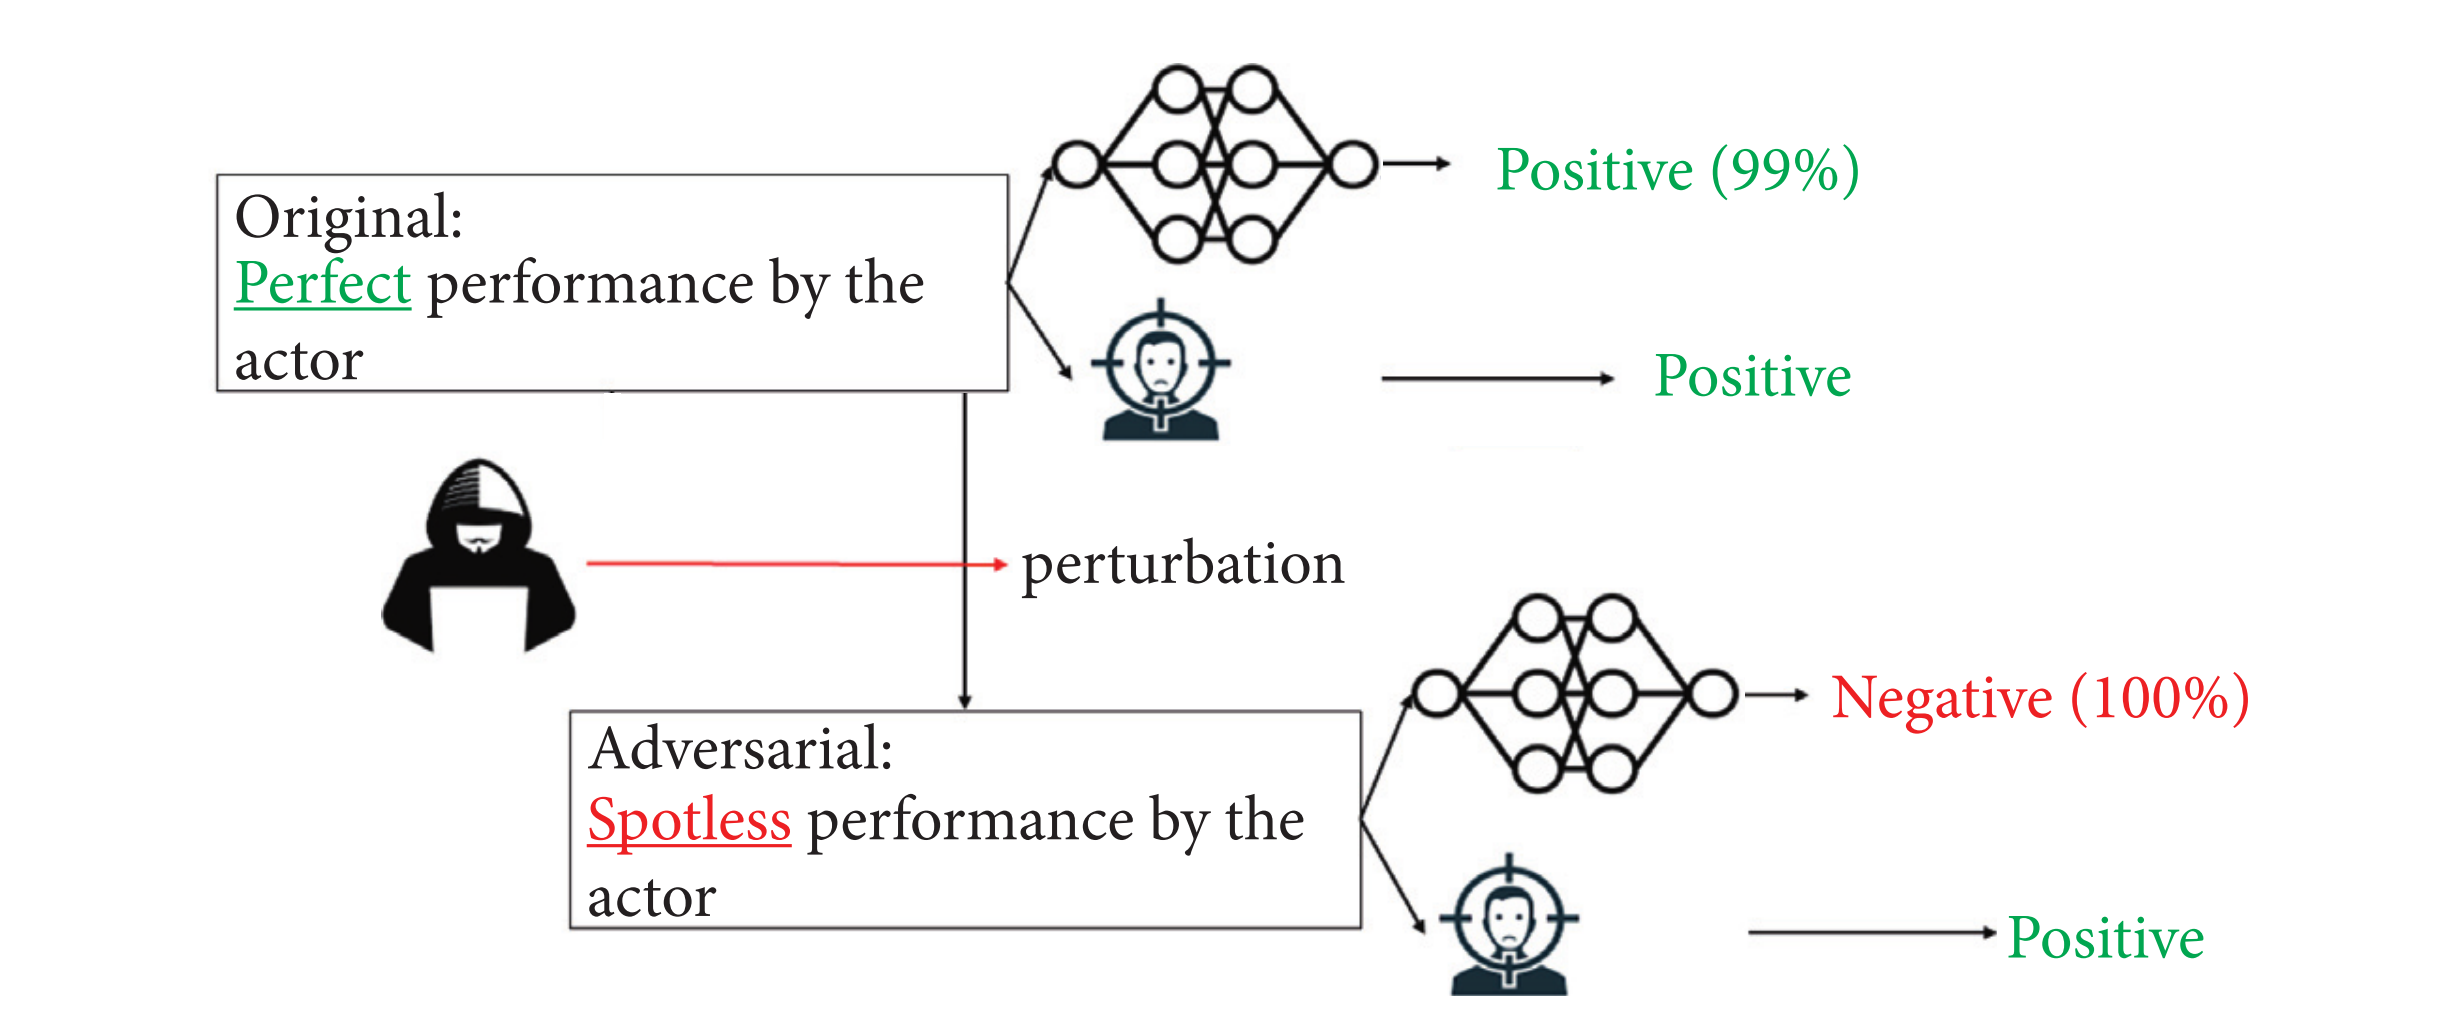 Original:
Perfect performance by the
actor
Positive (99%)
Positive
perturbation
Adversarial:
Spotless performance by the
actor
Negative (100%)
Positive